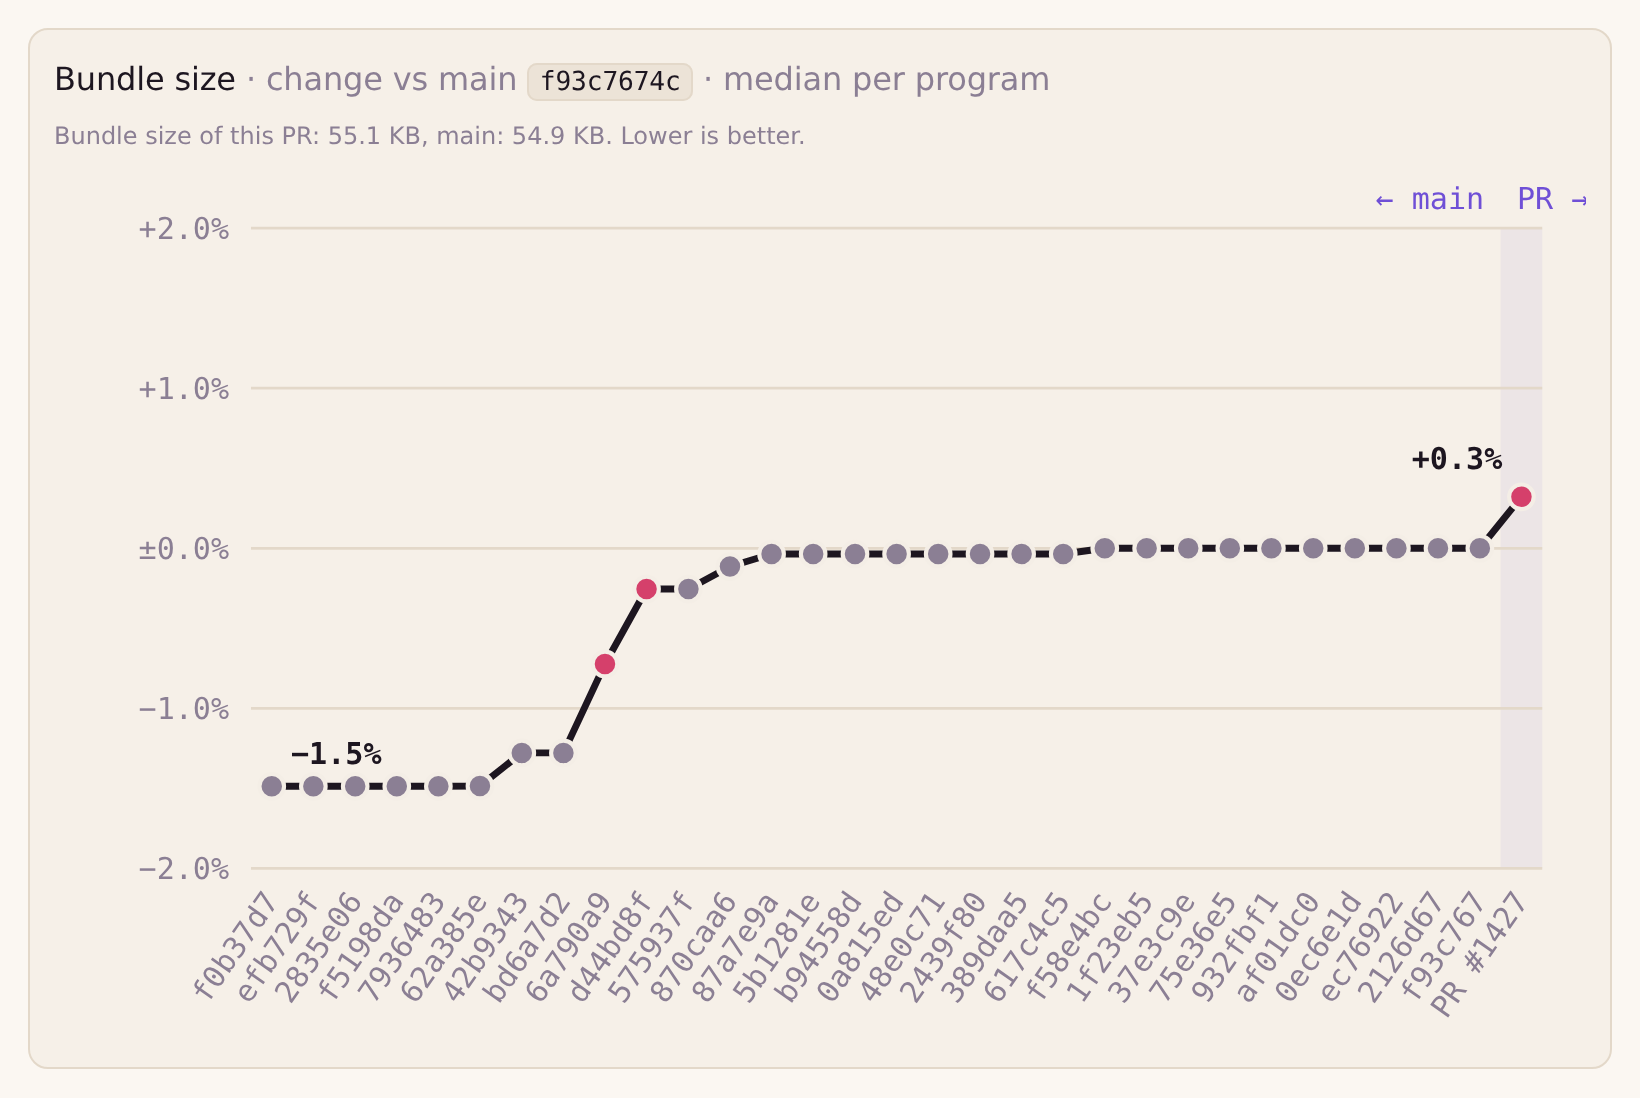 Bundle size · change vs main f93c7674c · median per program
Bundle size of this PR: 55.1 KB, main: 54.9 KB. Lower is better.
← main PR →
+2.0%
+1.0%
+0.3%
±0.0%
−1.0%
−1.5%
−2.0%
f0b37d7
efb729f
2835e06
f5198da
7936483
62a385e
42b9343
bd6a7d2
6a790a9
d44bd8f
575937f
870caa6
87a7e9a
5b1281e
b94558d
0a815ed
48e0c71
2439f80
389daa5
617c4c5
f58e4bc
1f23eb5
37e3c9e
75e36e5
932fbf1
af01dc0
0ec6e1d
ec76922
2126d67
f93c767
PR #1427